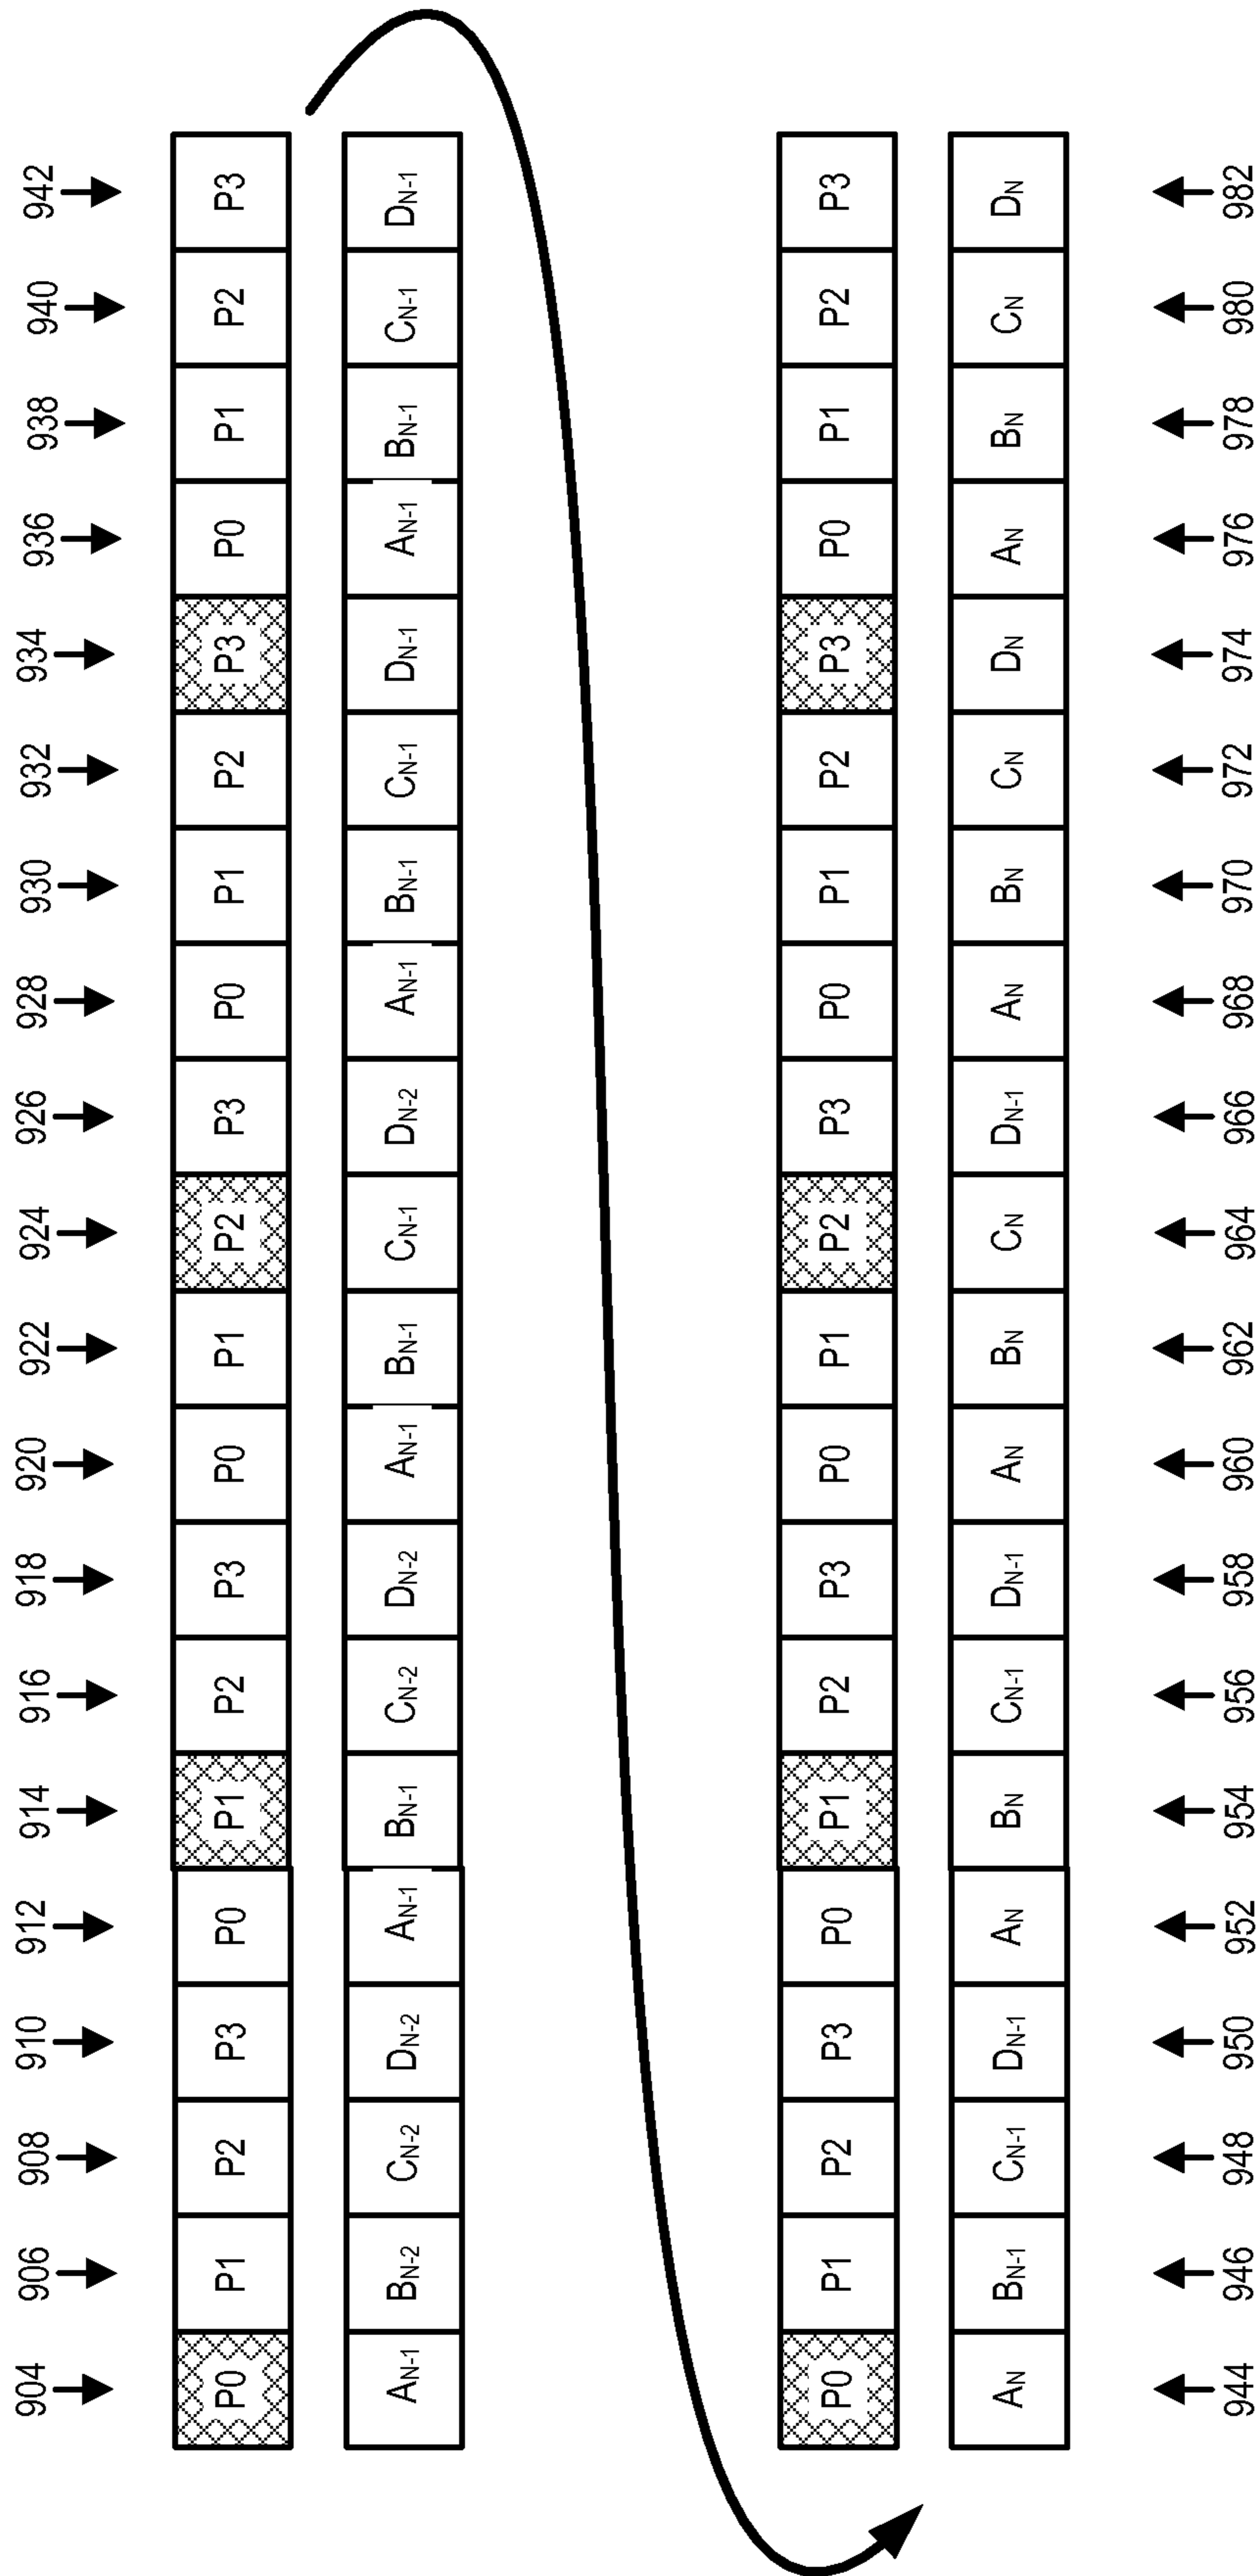 904 906 908 910 912 914 916 918 920 922 924 926 928 930 932 934 936 938 940 942
P0 P1 P2 P3 P0 P1 P2 P3 P0 P1 P2 P3 P0 P1 P2 P3 P0 P1 P2 P3
AN-1 BN-2 CN-2 DN-2 AN-1 BN-1 CN-2 DN-2 AN-1 BN-1 CN-1 DN-2 AN-1 BN-1 CN-1 DN-1 AN-1 BN-1 CN-1 DN-1
P0 P1 P2 P3 P0 P1 P2 P3 P0 P1 P2 P3 P0 P1 P2 P3 P0 P1 P2 P3
AN BN-1 CN-1 DN-1 AN BN CN-1 DN-1 AN BN CN DN-1 AN BN CN DN AN BN CN DN
944 946 948 950 952 954 956 958 960 962 964 966 968 970 972 974 976 978 980 982